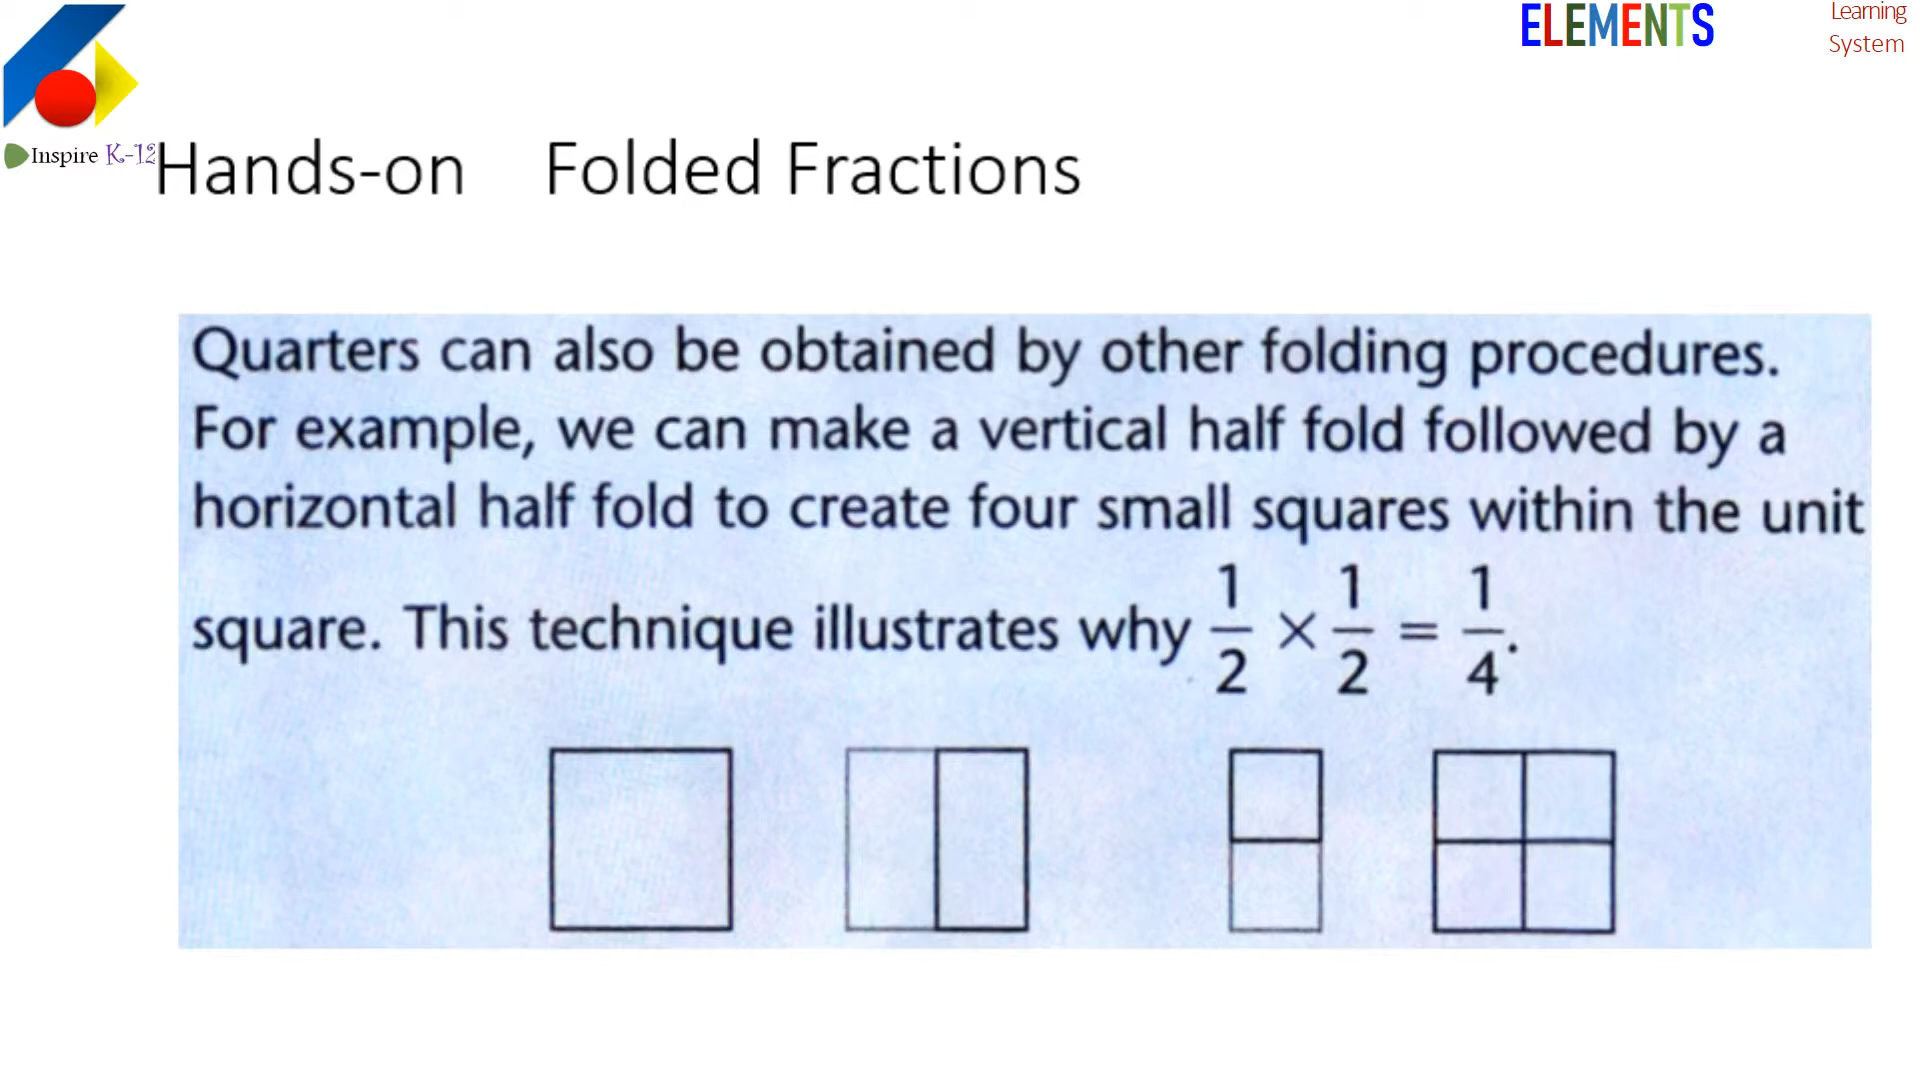 ELEMENTS
Learning
System
Inspire K-12
Hands-on Folded Fractions
Quarters can also be obtained by other folding procedures.
For example, we can make a vertical half fold followed by a
horizontal half fold to create four small squares within the unit
square. This technique illustrates why 1/2 × 1/2 = 1/4.